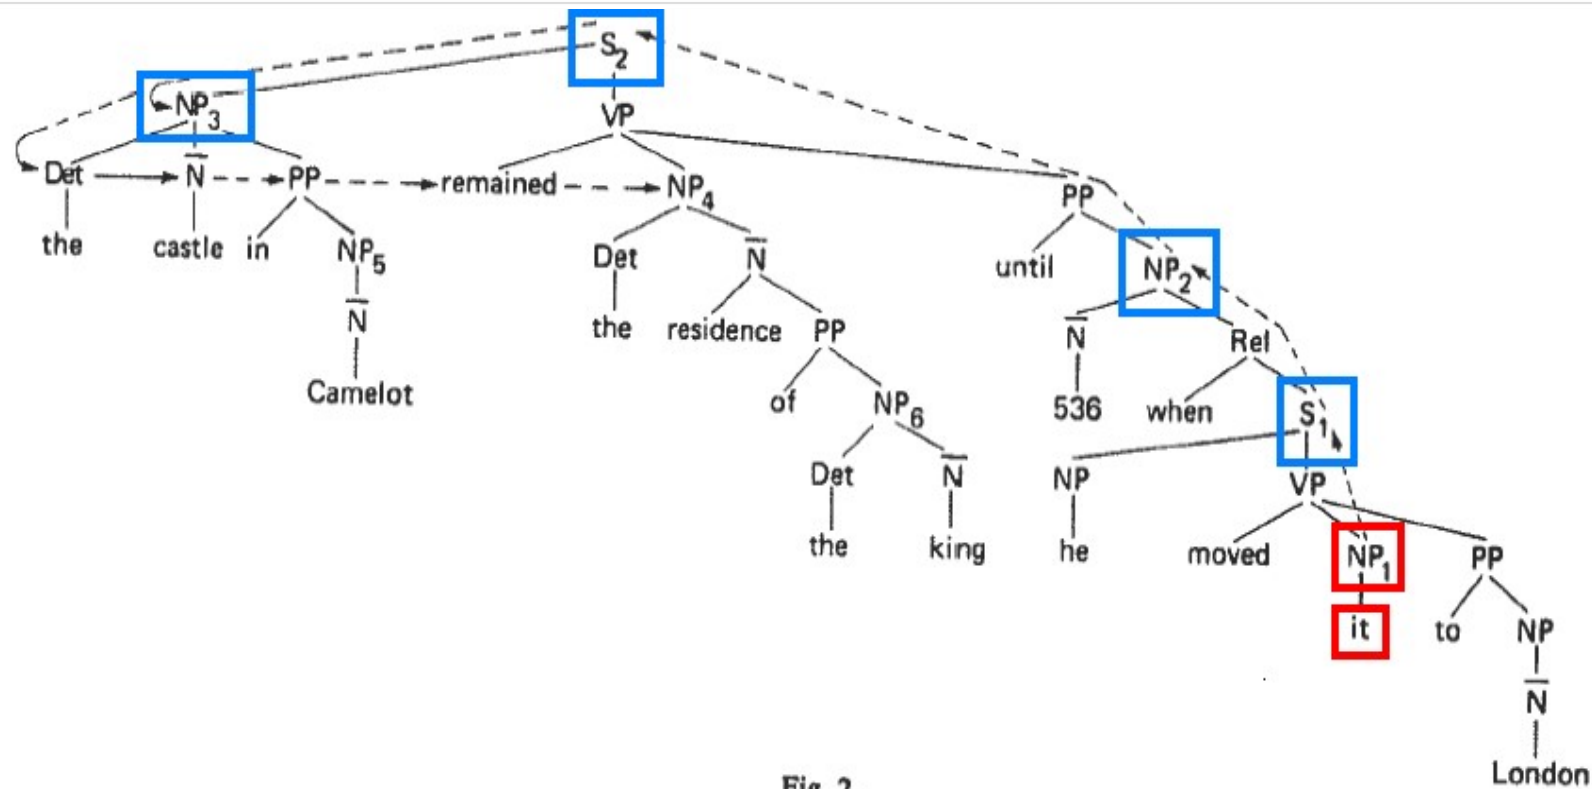 S2
NP3 VP
Det N̄ PP remained NP4 PP
the castle in NP5 Det N̄ until NP2
N̄ the residence PP N̄ Rel
Camelot of NP6 536 when S1
Det N̄ NP VP
the king he moved NP1 PP
it to NP
N̄
London
Fig. 2